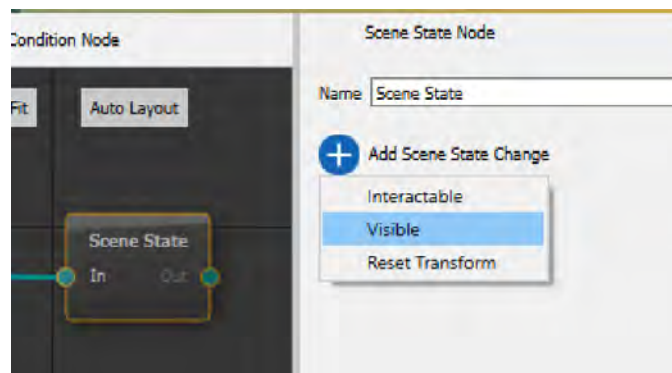 Condition Node
Fit
Auto Layout
Scene State
In
Out
Scene State Node
Name
Scene State
Add Scene State Change
Interactable
Visible
Reset Transform